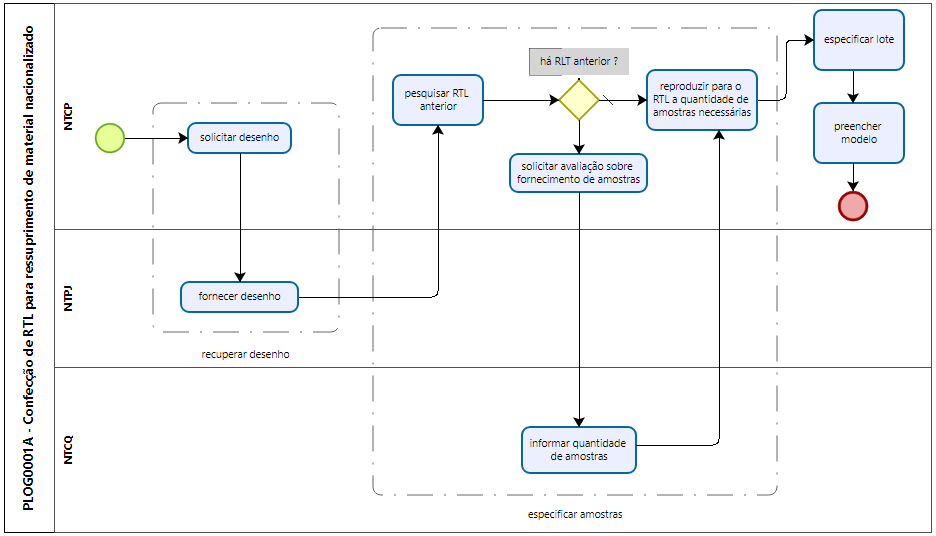 PLOG0001A - Confecção de RTL para ressuprimento de material nacionalizado
NTCP
solicitar desenho
pesquisar RTL
anterior
há RLT anterior ?
reproduzir para o
RTL a quantidade de
amostras necessárias
especificar lote
preencher
modelo
solicitar avaliação sobre
fornecimento de amostras
NTPJ
fornecer desenho
recuperar desenho
NTCQ
informar quantidade
de amostras
especificar amostras